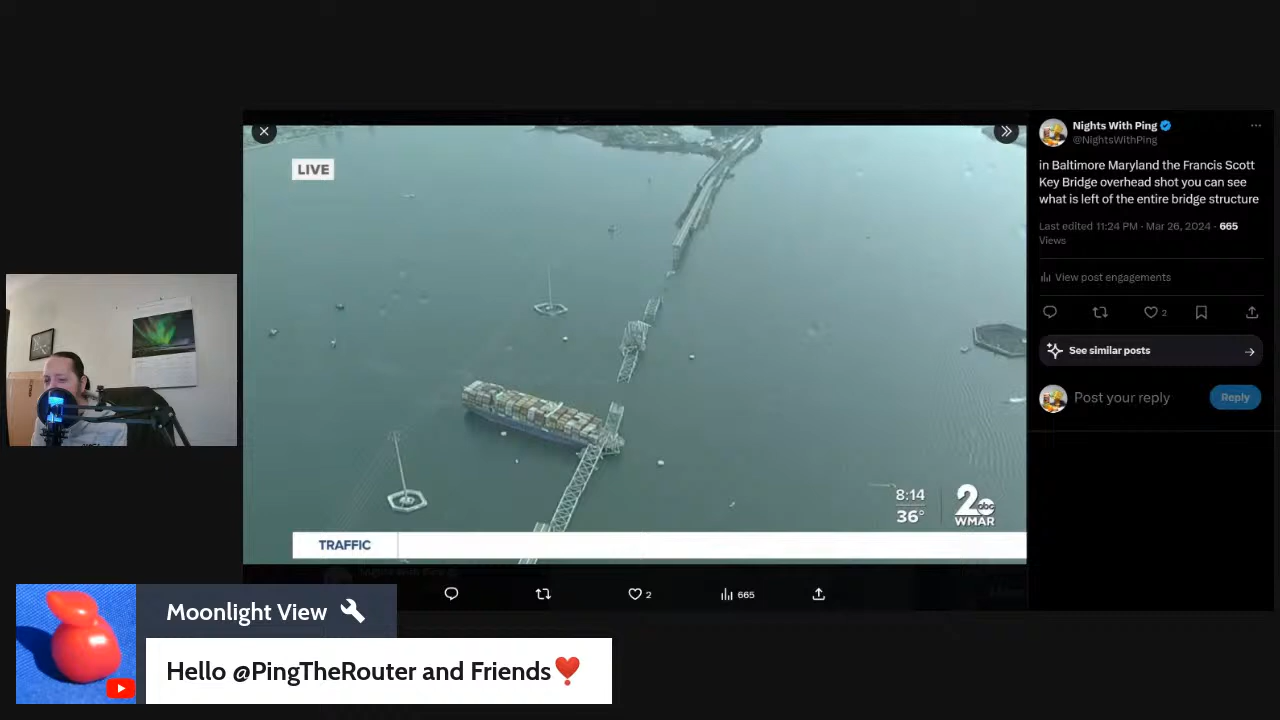 LIVE
Nights With Ping
@NightsWithPing
in Baltimore Maryland the Francis Scott
Key Bridge overhead shot you can see
what is left of the entire bridge structure
Last edited 11:24 PM · Mar 26, 2024 · 665
Views
View post engagements
2
See similar posts
Post your reply
Reply
8:14
36°
2 abc
WMAR
TRAFFIC
2
665
Moonlight View
Hello @PingTheRouter and Friends❣️